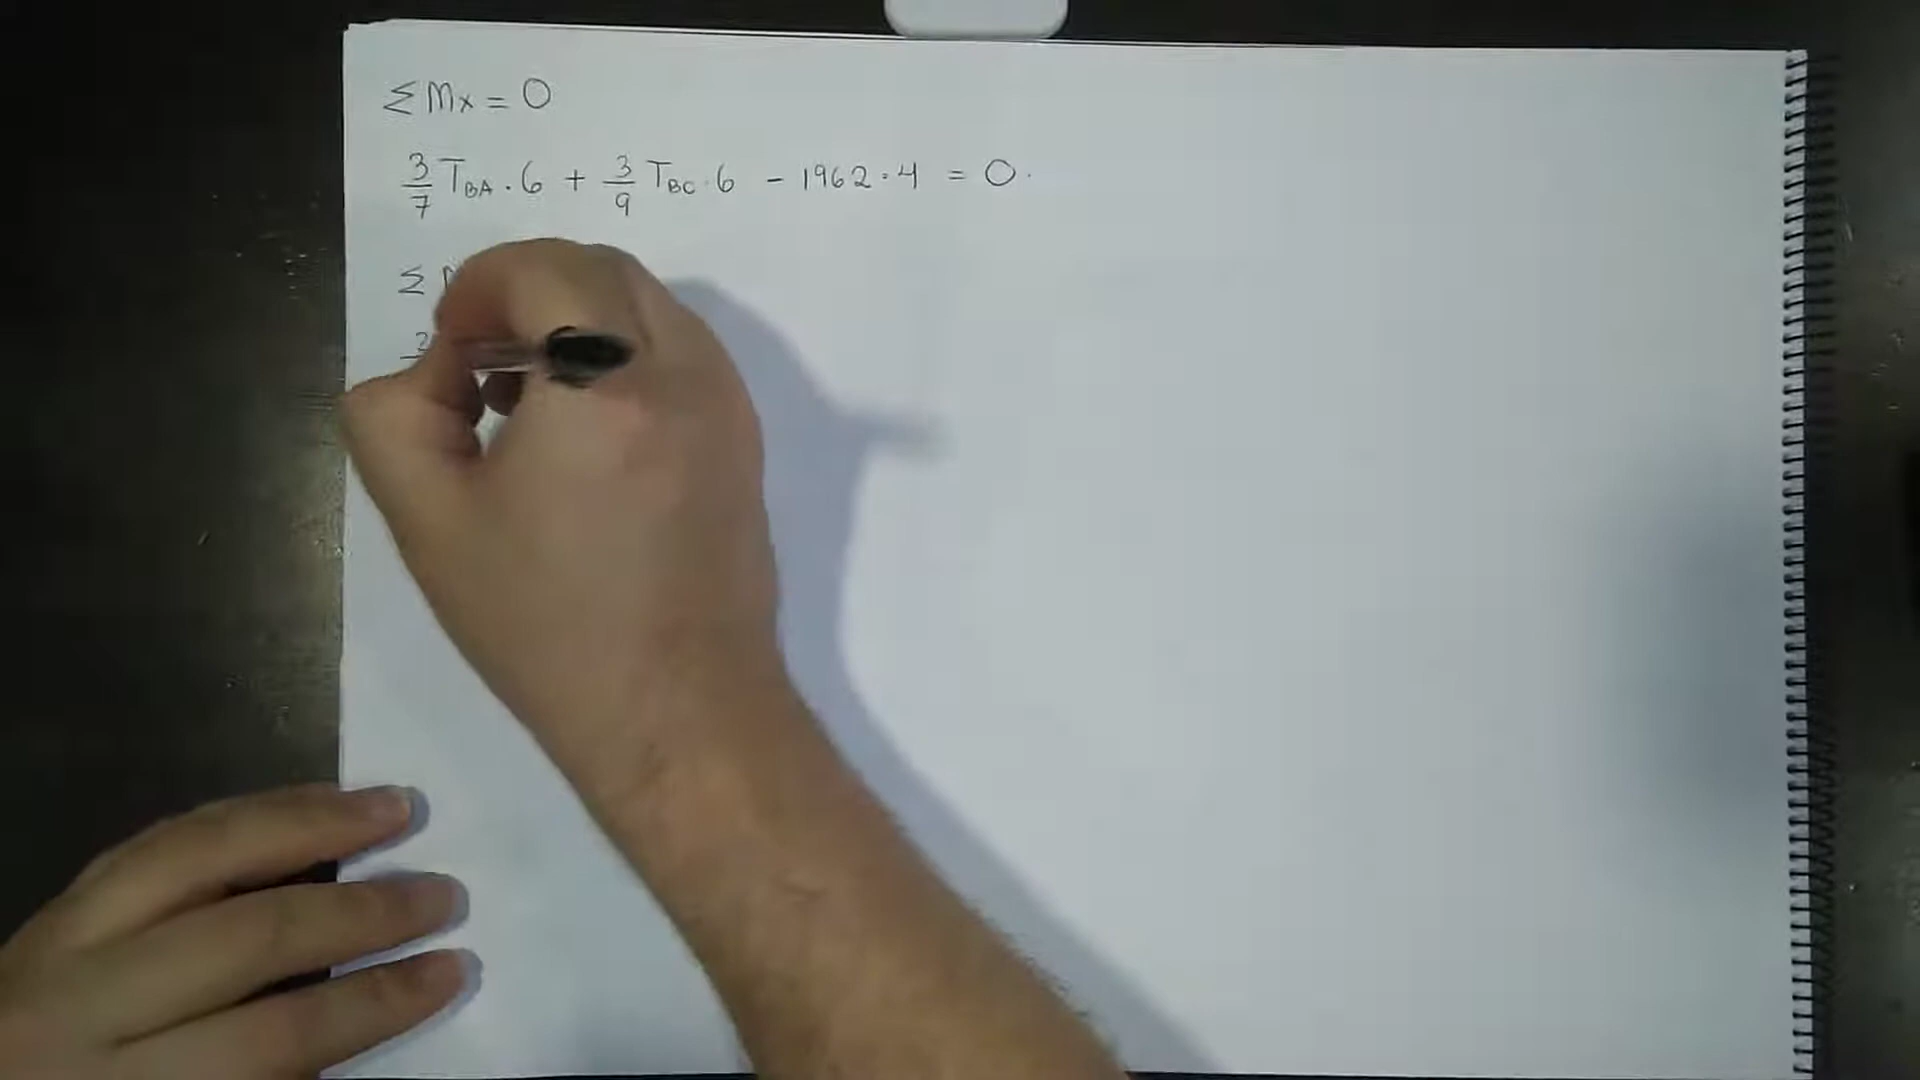 ΣMx = 0
3/7 TBA · 6 + 3/9 TBC · 6 - 1962 · 4 = 0.
Σ